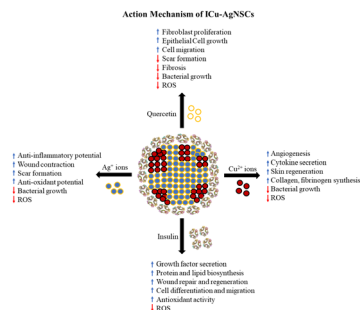 Action Mechanism of ICu-AgNSCs
↑ Fibroblast proliferation
↑ Epithelial Cell growth
↑ Cell migration
↓ Scar formation
↓ Fibrosis
↓ Bacterial growth
↓ ROS
Quercetin
Ag⁺ ions
↑ Anti-inflammatory potential
↑ Wound contraction
↑ Scar formation
↑ Anti-oxidant potential
↓ Bacterial growth
↓ ROS
Cu²⁺ ions
↑ Angiogenesis
↑ Cytokine secretion
↑ Skin regeneration
↑ Collagen, fibrinogen synthesis
↓ Bacterial growth
↓ ROS
Insulin
↑ Growth factor secretion
↑ Protein and lipid biosynthesis
↑ Wound repair and regeneration
↑ Cell differentiation and migration
↑ Antioxidant activity
↓ ROS